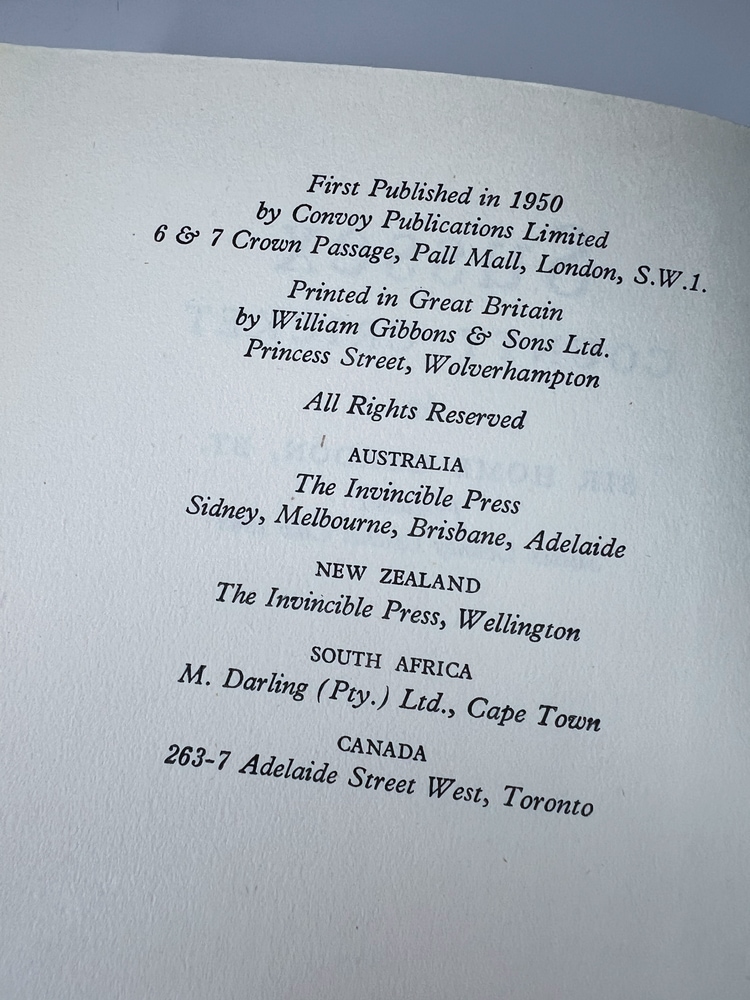 First Published in 1950
by Convoy Publications Limited
6 & 7 Crown Passage, Pall Mall, London, S.W.1.
Printed in Great Britain
by William Gibbons & Sons Ltd.
Princess Street, Wolverhampton
All Rights Reserved
AUSTRALIA
The Invincible Press
Sidney, Melbourne, Brisbane, Adelaide
NEW ZEALAND
The Invincible Press, Wellington
SOUTH AFRICA
M. Darling (Pty.) Ltd., Cape Town
CANADA
263-7 Adelaide Street West, Toronto